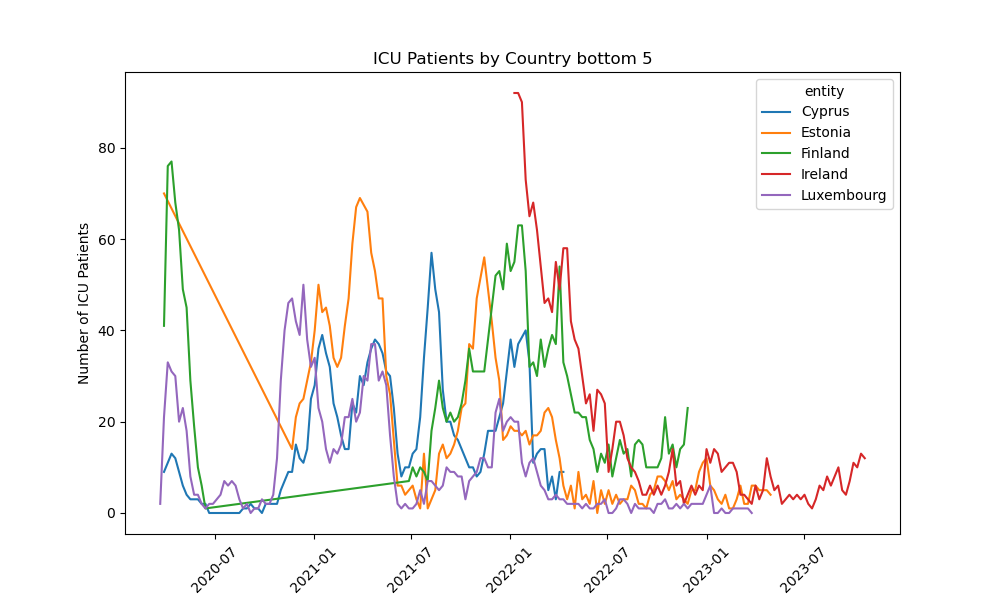 ICU Patients by Country bottom 5
entity
Cyprus
Estonia
Finland
Ireland
Luxembourg
Number of ICU Patients
80
60
40
20
0
2020-07
2021-01
2021-07
2022-01
2022-07
2023-01
2023-07